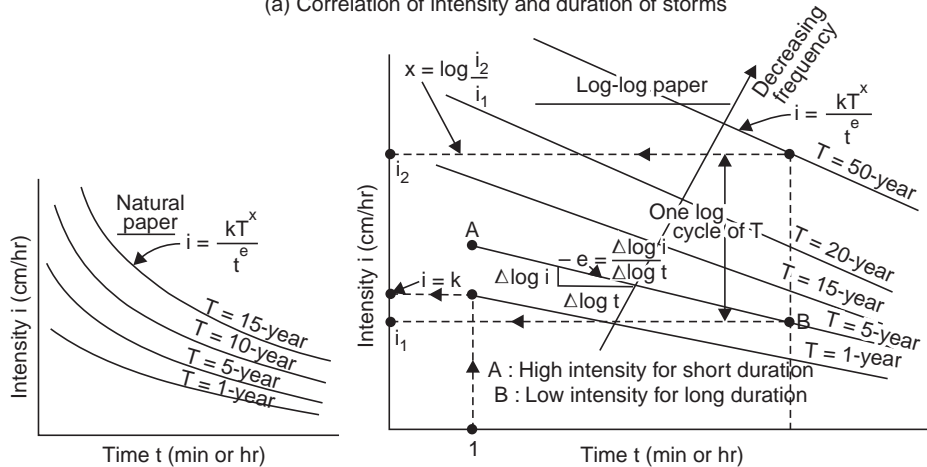 (a) Correlation of intensity and duration of storms
Intensity i (cm/hr)
Natural
paper
i = kT^x / t^e
T = 15-year
T = 10-year
T = 5-year
T = 1-year
Time t (min or hr)
Intensity i (cm/hr)
x = log i₂ / i₁
Log-log paper
Decreasing
frequency
i = kT^x / t^e
T = 50-year
i₂
One log
cycle of T
T = 20-year
A
– e = Δlog i / Δlog t
Δlog i
Δlog t
T = 15-year
i = k
i₁
B
T = 5-year
T = 1-year
A : High intensity for short duration
B : Low intensity for long duration
1
Time t (min or hr)